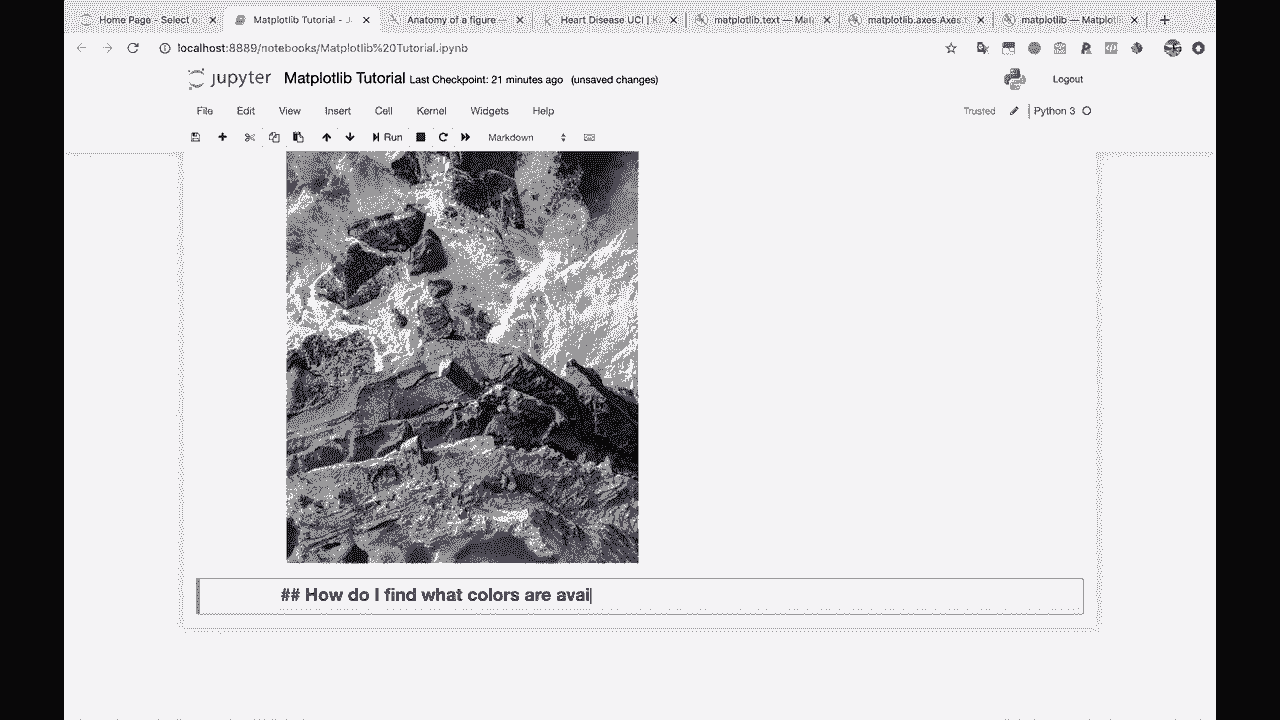 Home Page - Select o
Matplotlib Tutorial - J
Anatomy of a figure —
Heart Disease UCI | K
matplotlib.text — Mat
matplotlib.axes.Axes
matplotlib — Matplotl
localhost:8889/notebooks/Matplotlib%20Tutorial.ipynb
jupyter Matplotlib Tutorial Last Checkpoint: 21 minutes ago (unsaved changes)
Logout
File Edit View Insert Cell Kernel Widgets Help
Trusted Python 3
Run Markdown
## How do I find what colors are avai